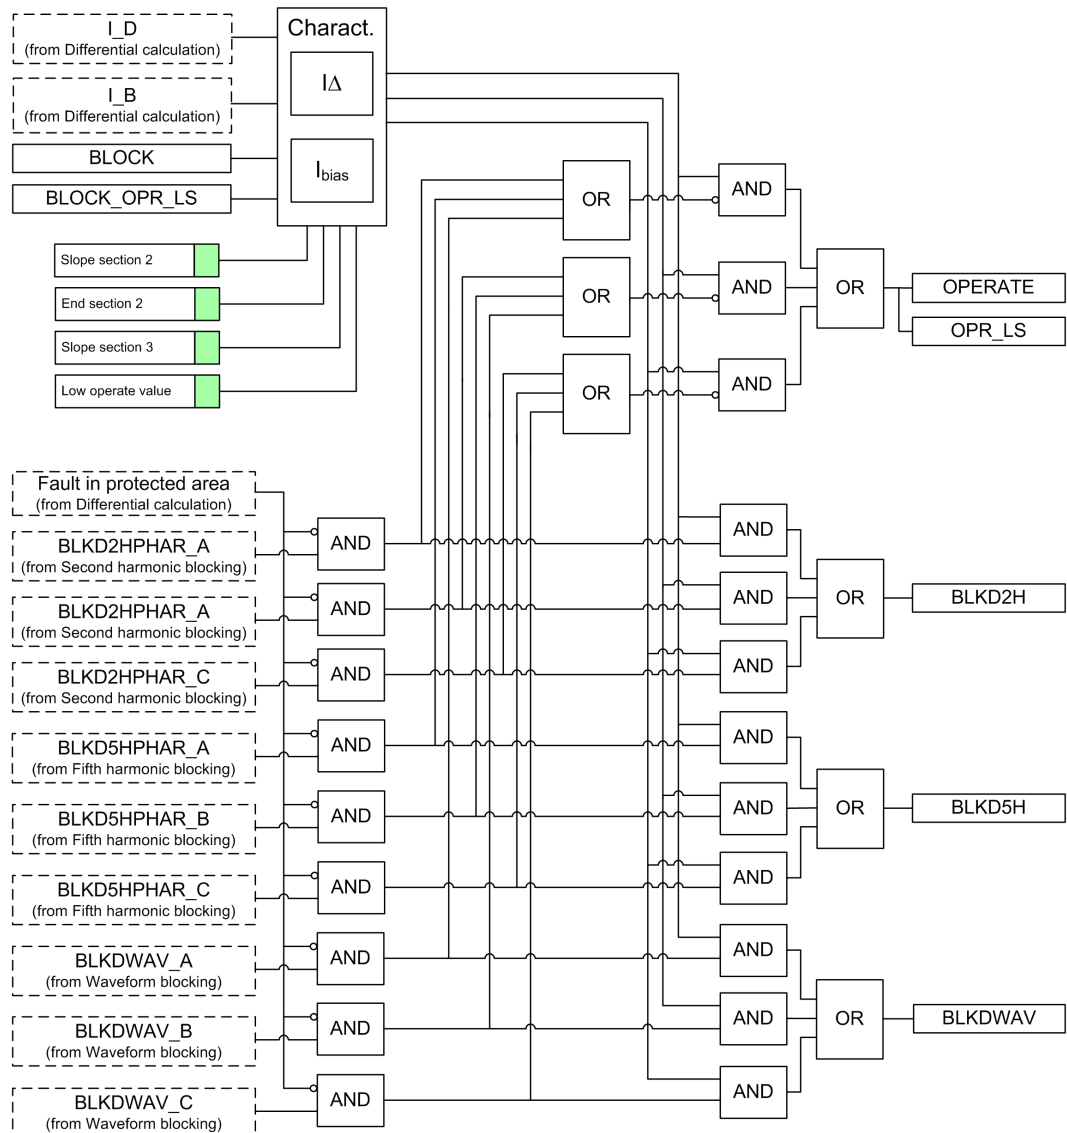 I_D
(from Differential calculation)
I_B
(from Differential calculation)
BLOCK
BLOCK_OPR_LS
Charact.
I∆
Ibias
Slope section 2
End section 2
Slope section 3
Low operate value
OR
OR
OR
AND
AND
AND
OR
OPERATE
OPR_LS
Fault in protected area
(from Differential calculation)
BLKD2HPHAR_A
(from Second harmonic blocking)
BLKD2HPHAR_A
(from Second harmonic blocking)
BLKD2HPHAR_C
(from Second harmonic blocking)
BLKD5HPHAR_A
(from Fifth harmonic blocking)
BLKD5HPHAR_B
(from Fifth harmonic blocking)
BLKD5HPHAR_C
(from Fifth harmonic blocking)
BLKDWAV_A
(from Waveform blocking)
BLKDWAV_B
(from Waveform blocking)
BLKDWAV_C
(from Waveform blocking)
AND
AND
AND
AND
AND
AND
AND
AND
AND
AND
AND
AND
OR
BLKD2H
AND
AND
AND
OR
BLKD5H
AND
AND
AND
OR
BLKDWAV